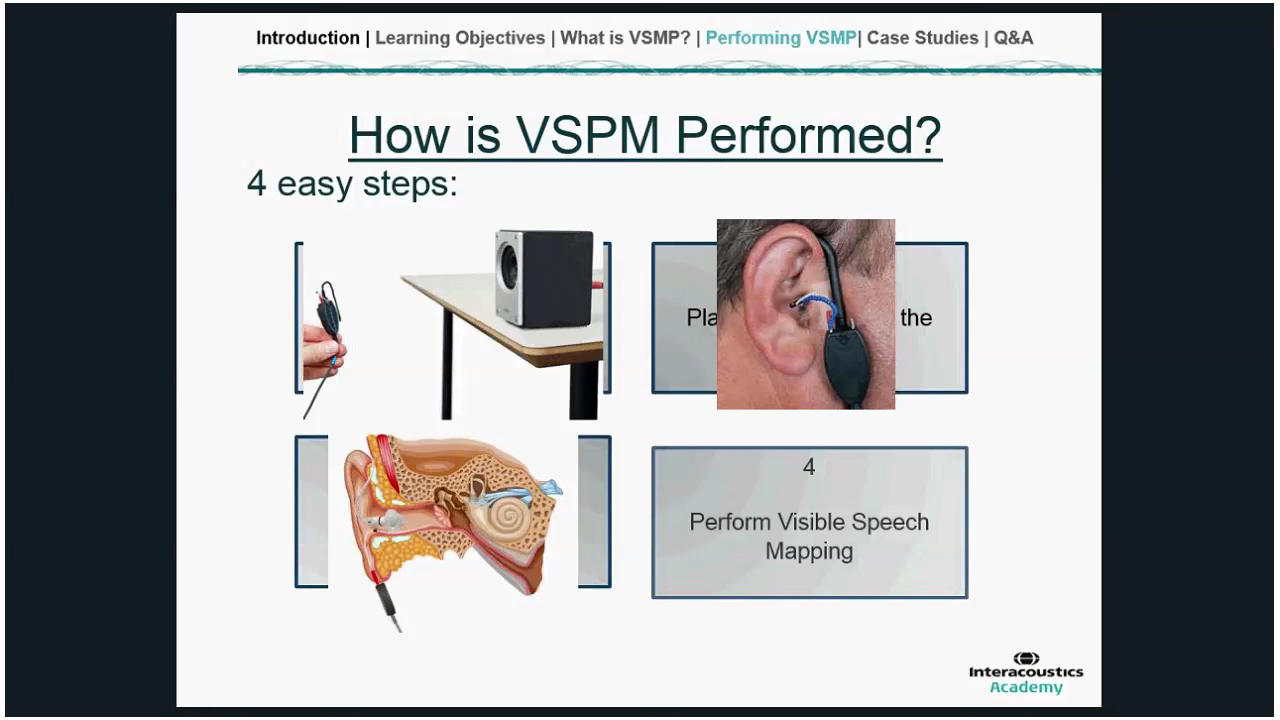 Introduction | Learning Objectives | What is VSMP? | Performing VSMP| Case Studies | Q&A
How is VSPM Performed?
4 easy steps:
the
4
Perform Visible Speech
Mapping
Interacoustics
Academy